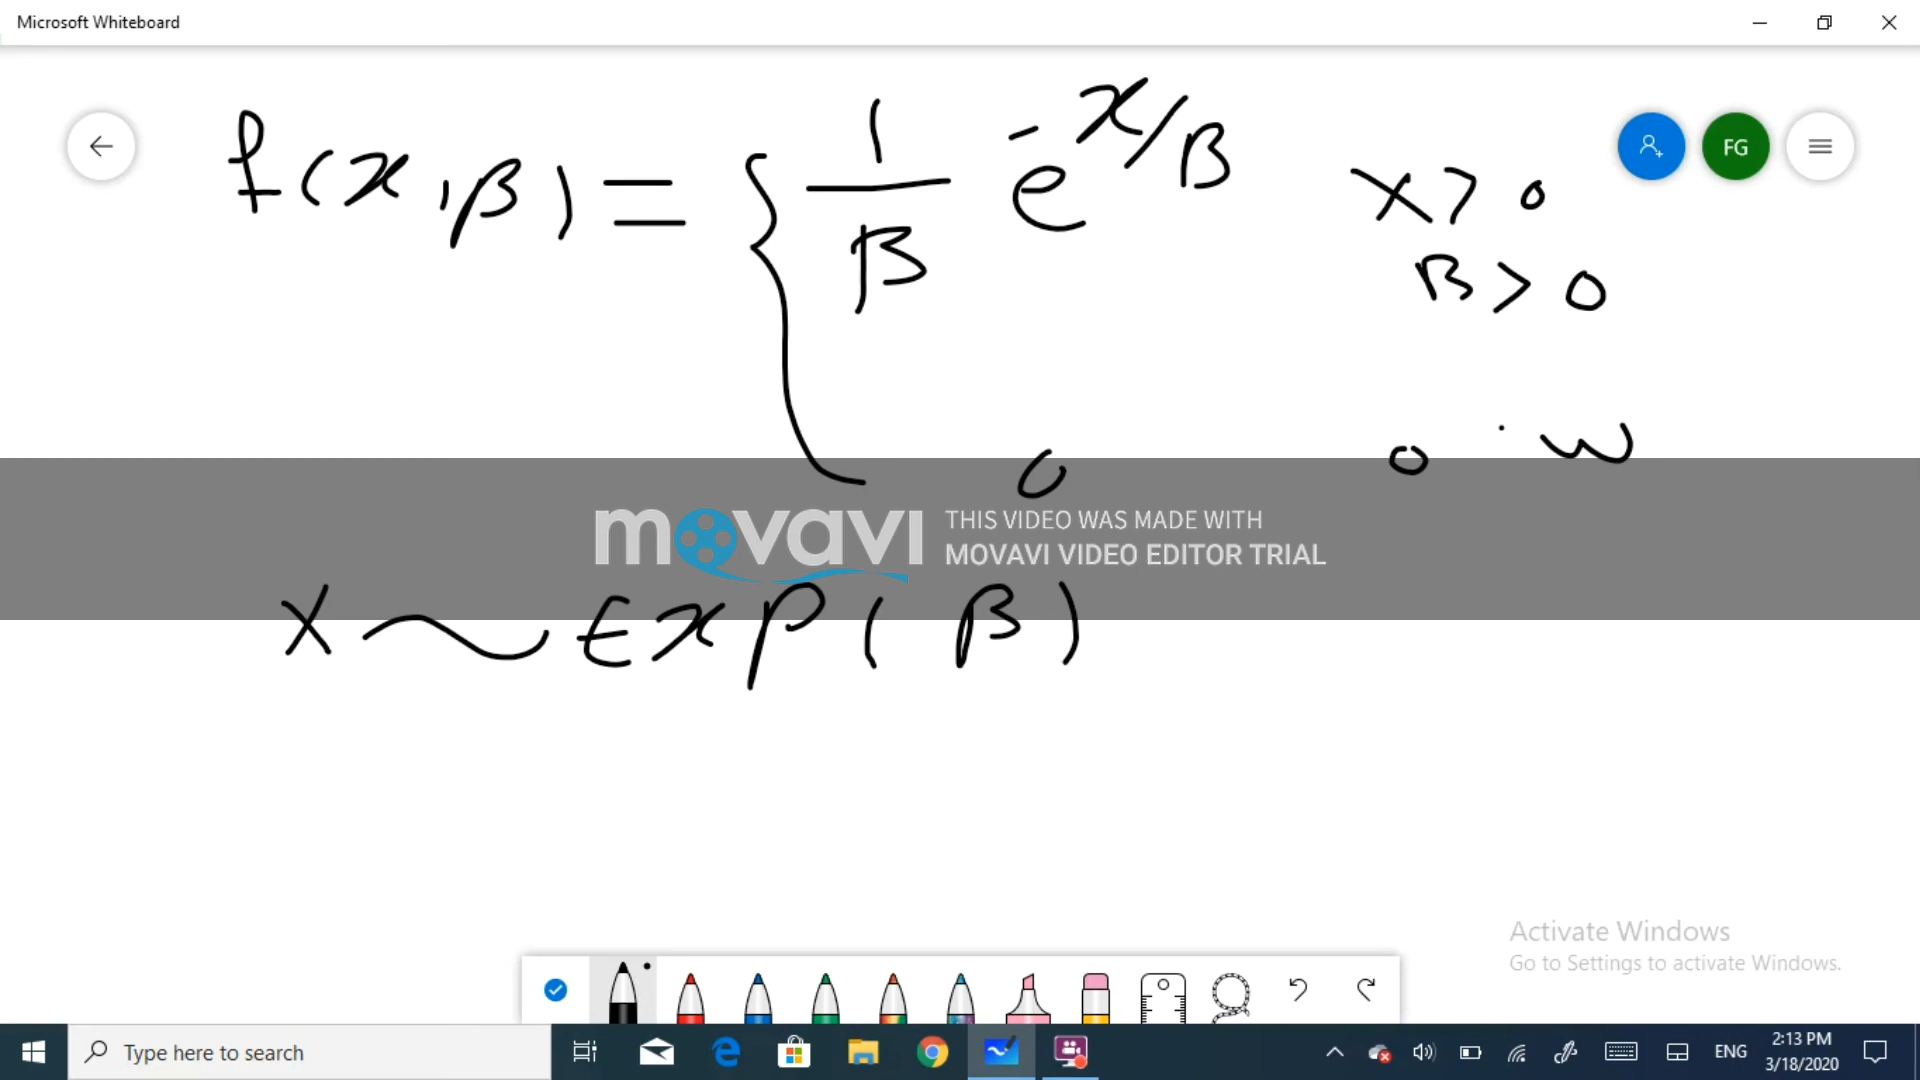 Microsoft Whiteboard
f(x,β) = { 1/β e^-x/β x > 0
β > 0
0 o.w
FG
movavi THIS VIDEO WAS MADE WITH
MOVAVI VIDEO EDITOR TRIAL
X ~ Exp(β)
Activate Windows
Go to Settings to activate Windows.
Type here to search
ENG
2:13 PM
3/18/2020